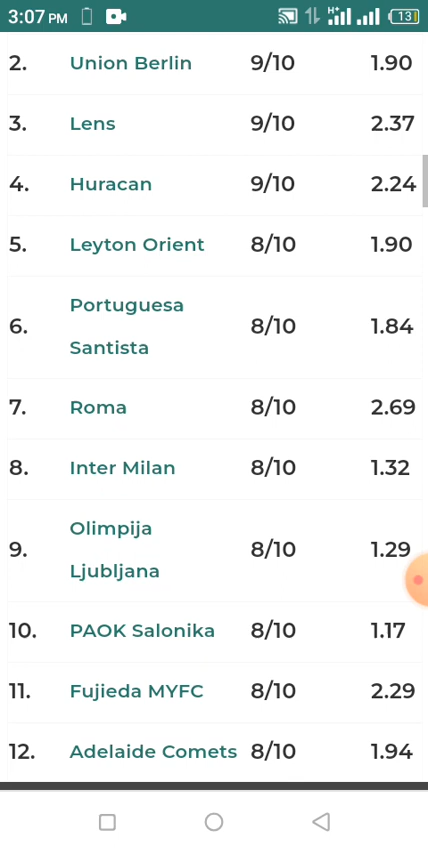 3:07 PM H+ 13
2. Union Berlin 9/10 1.90
3. Lens 9/10 2.37
4. Huracan 9/10 2.24
5. Leyton Orient 8/10 1.90
Portuguesa
6. 8/10 1.84
Santista
7. Roma 8/10 2.69
8. Inter Milan 8/10 1.32
Olimpija
9. 8/10 1.29
Ljubljana
10. PAOK Salonika 8/10 1.17
11. Fujieda MYFC 8/10 2.29
12. Adelaide Comets 8/10 1.94